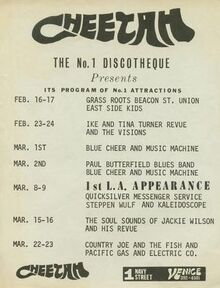 CHEETAH
THE No.1 DISCOTHEQUE
Presents
ITS PROGRAM OF No.1 ATTRACTIONS
FEB. 16-17 GRASS ROOTS BEACON ST. UNION
EAST SIDE KIDS
FEB. 23-24 IKE AND TINA TURNER REVUE
AND THE VISIONS
MAR. 1ST BLUE CHEER AND MUSIC MACHINE
MAR. 2ND PAUL BUTTERFIELD BLUES BAND
BLUE CHEER AND MUSIC MACHINE
MAR. 8-9 1st L.A. APPEARANCE
QUICKSILVER MESSENGER SERVICE
STEPPEN WULF AND KALEIDOSCOPE
MAR. 15-16 THE SOUL SOUNDS OF JACKIE WILSON
AND HIS REVUE
MAR. 22-23 COUNTRY JOE AND THE FISH AND
PACIFIC GAS AND ELECTRIC CO.
CHEETAH 1 NAVY STREET VENICE